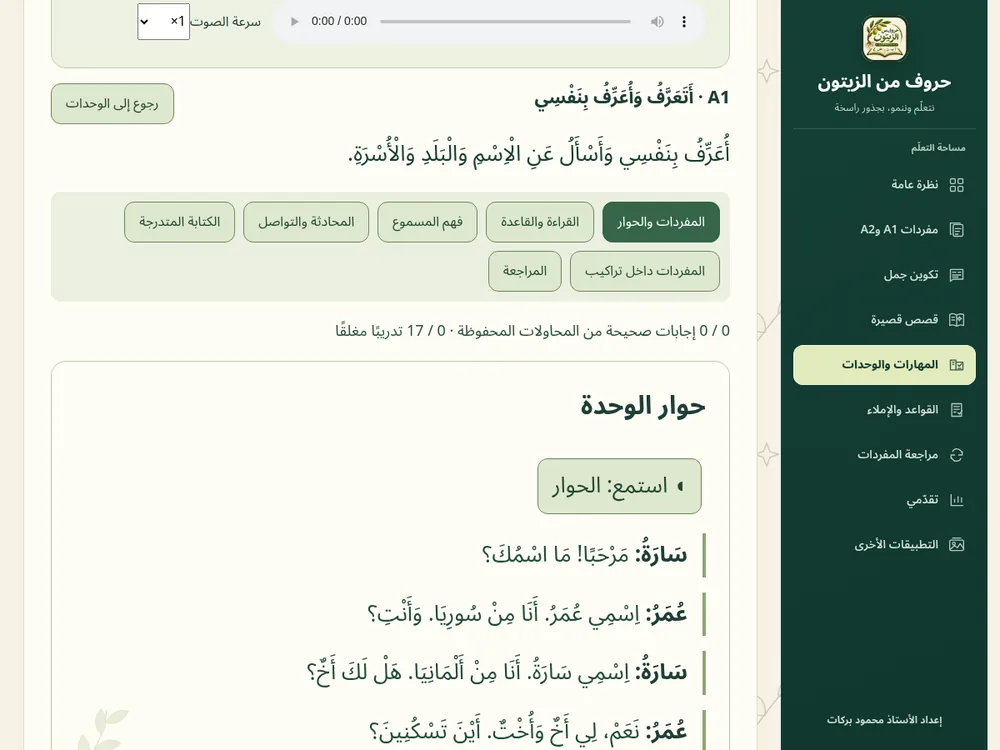 حروف من الزيتون
نتعلّم وننمو، بجذور راسخة
مساحة التعلّم
نظرة عامة
مفردات A1 وA2
تكوين جمل
قصص قصيرة
المهارات والوحدات
القواعد والإملاء
مراجعة المفردات
تقدّمي
التطبيقات الأخرى
إعداد الأستاذ محمود بركات
0:00 / 0:00
سرعة الصوت 1×
A1 · أَتَعَرَّفُ وَأُعَرِّفُ بِنَفْسِي
رجوع إلى الوحدات
أُعَرِّفُ بِنَفْسِي وَأَسْأَلُ عَنِ الْاِسْمِ وَالْبَلَدِ وَالْأُسْرَةِ.
المفردات والحوار
القراءة والقاعدة
فهم المسموع
المحادثة والتواصل
الكتابة المتدرجة
المفردات داخل تراكيب
المراجعة
0 / 0 إجابات صحيحة من المحاولات المحفوظة · 0 / 17 تدريبًا مغلقًا
حوار الوحدة
استمع: الحوار
سَارَةُ: مَرْحَبًا! مَا اسْمُكَ؟
عُمَرُ: اِسْمِي عُمَرُ. أَنَا مِنْ سُورِيَا. وَأَنْتِ؟
سَارَةُ: اِسْمِي سَارَةُ. أَنَا مِنْ أَلْمَانِيَا. هَلْ لَكَ أَخٌ؟
عُمَرُ: نَعَمْ، لِي أَخٌ وَأُخْتٌ. أَيْنَ تَسْكُنِينَ؟